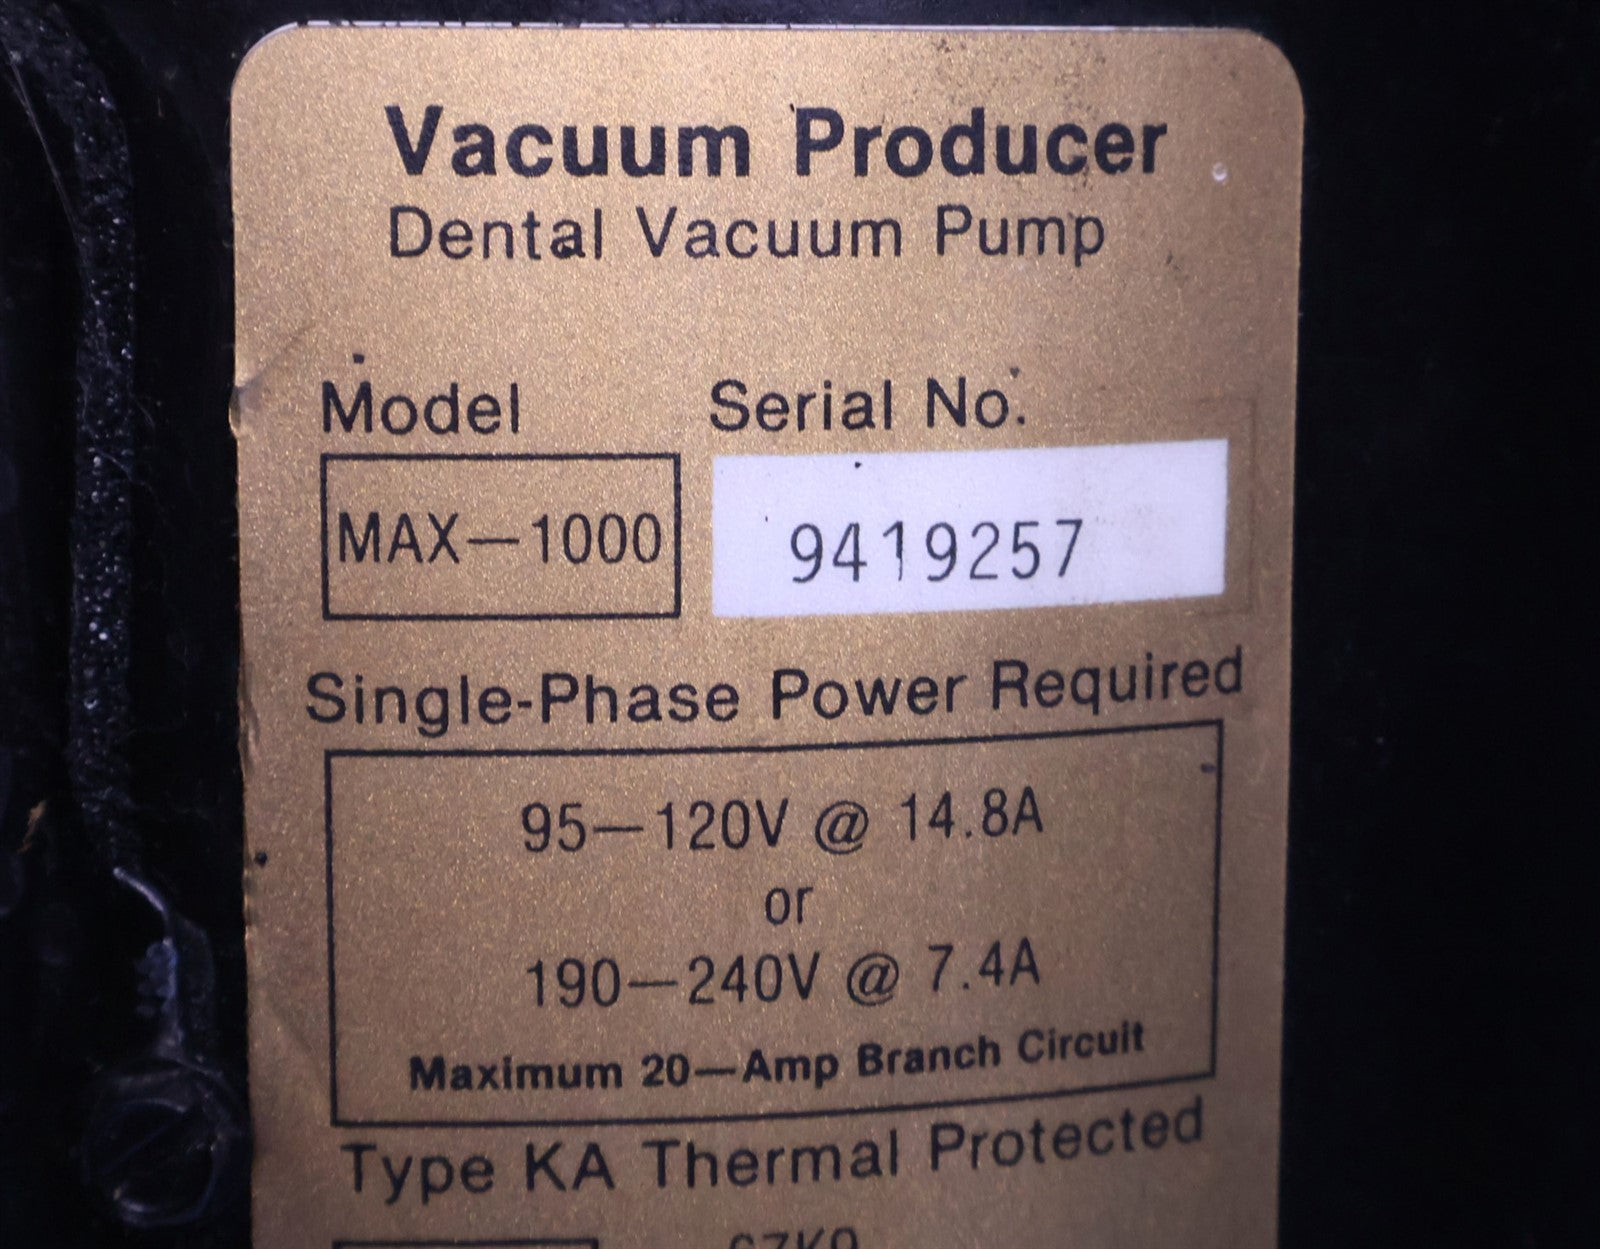 Vacuum Producer
Dental Vacuum Pump
Model Serial No.
MAX—1000 9419257
Single-Phase Power Required
95—120V @ 14.8A
or
190—240V @ 7.4A
Maximum 20—Amp Branch Circuit
Type KA Thermal Protected